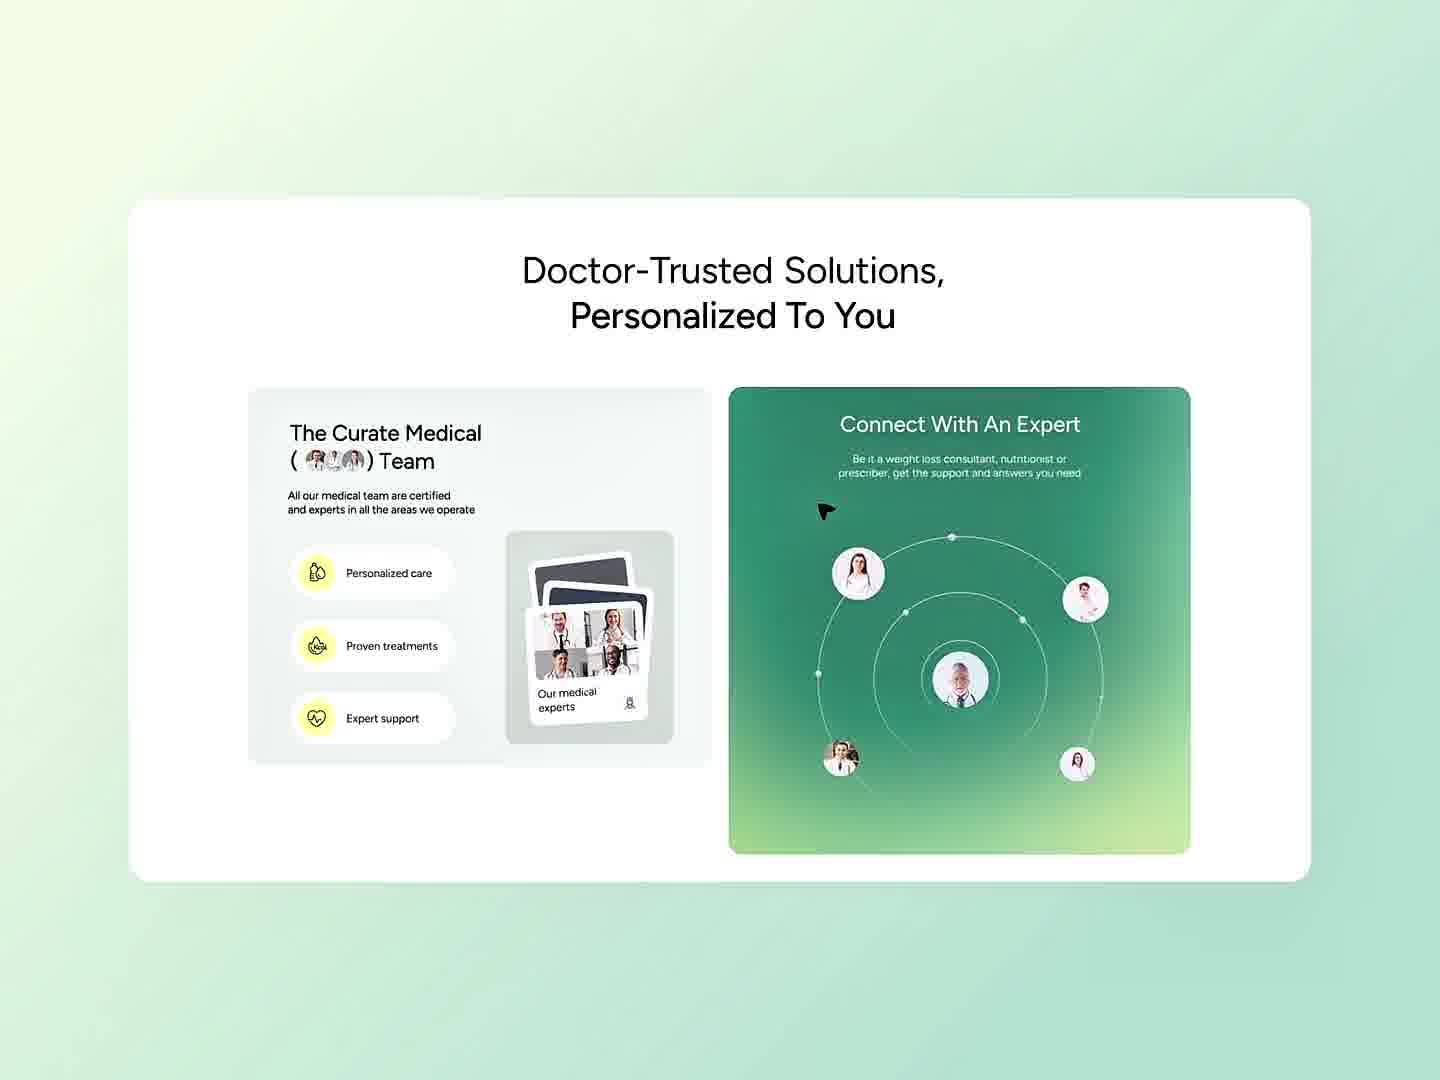 Doctor-Trusted Solutions,
Personalized To You
The Curate Medical
( ) Team
All our medical team are certified
and experts in all the areas we operate
Personalized care
Proven treatments
Expert support
Our medical
experts
Connect With An Expert
Be it a weight loss consultant, nutritionist or
prescriber, get the support and answers you need